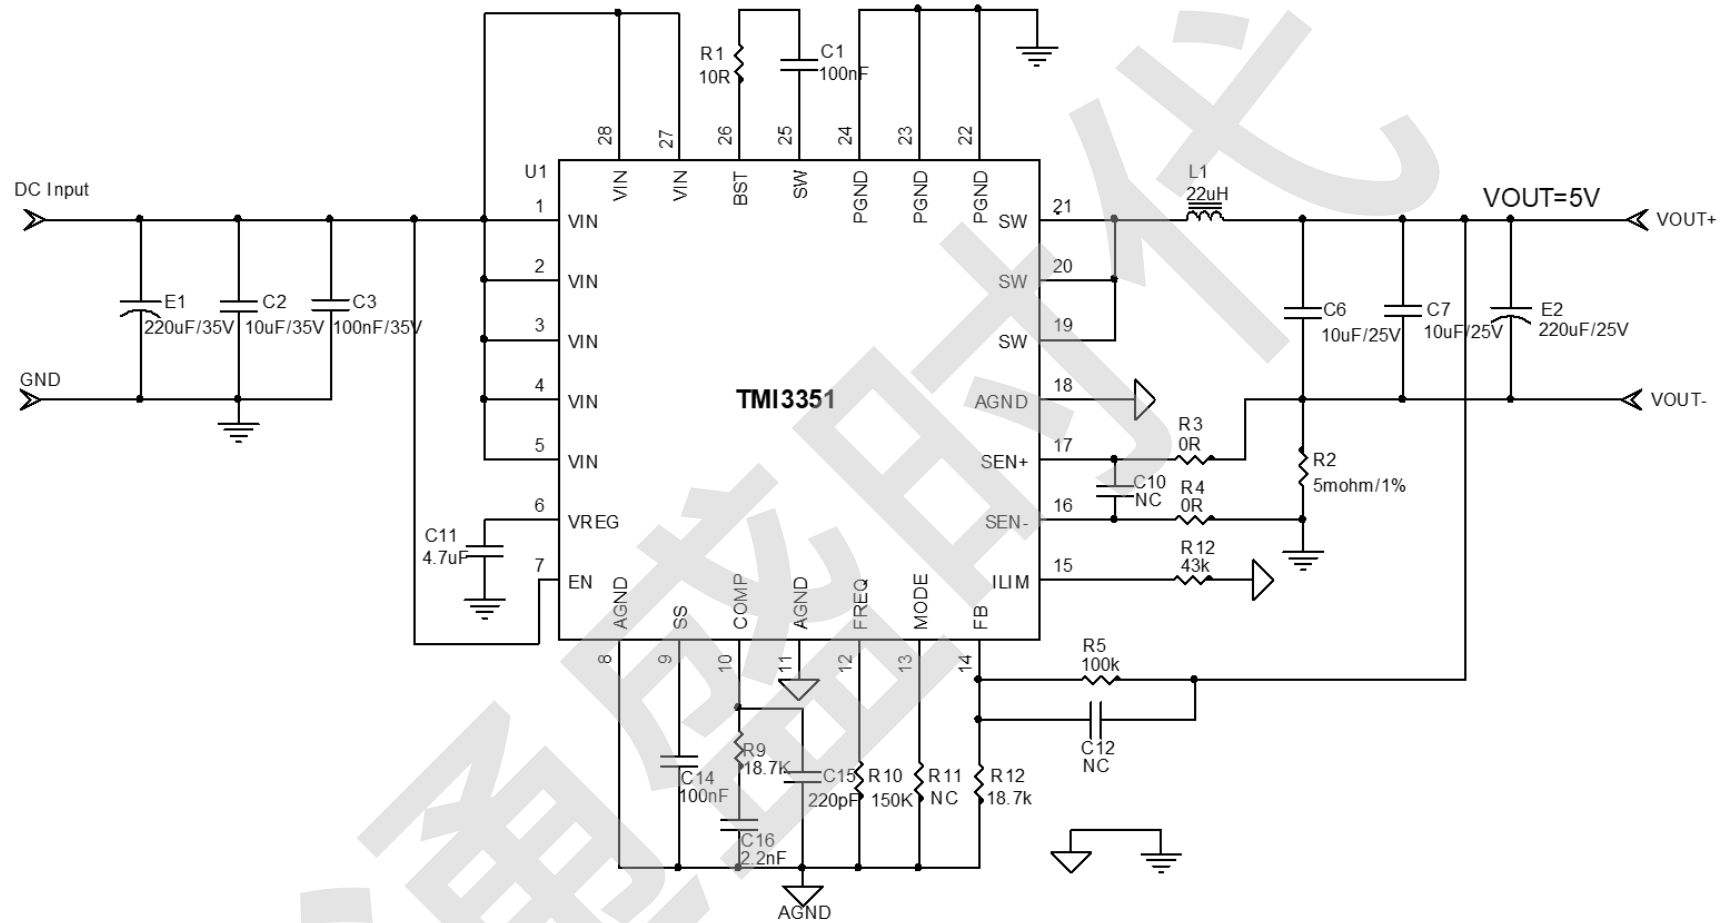 R1
10R
C1
100nF
28
27
26
25
24
23
22
U1
VIN
VIN
BST
SW
PGND
PGND
PGND
DC Input
GND
E1
220uF/35V
C2
10uF/35V
C3
100nF/35V
1
VIN
2
VIN
3
VIN
4
VIN
5
VIN
6
VREG
7
EN
C11
4.7uF
TMI3351
21
SW
20
SW
19
SW
18
AGND
17
SEN+
16
SEN-
15
ILIM
L1
22uH
VOUT=5V
VOUT+
VOUT-
C6
10uF/25V
C7
10uF/25V
E2
220uF/25V
R3
0R
C10
NC
R4
0R
R2
5mohm/1%
R12
43k
AGND
SS
COMP
AGND
FREQ
MODE
FB
8
9
10
11
12
13
14
R5
100k
C12
NC
C14
100nF
R9
18.7K
C16
2.2nF
C15
220pF
R10
150K
R11
NC
R12
18.7k
AGND
通盛时代